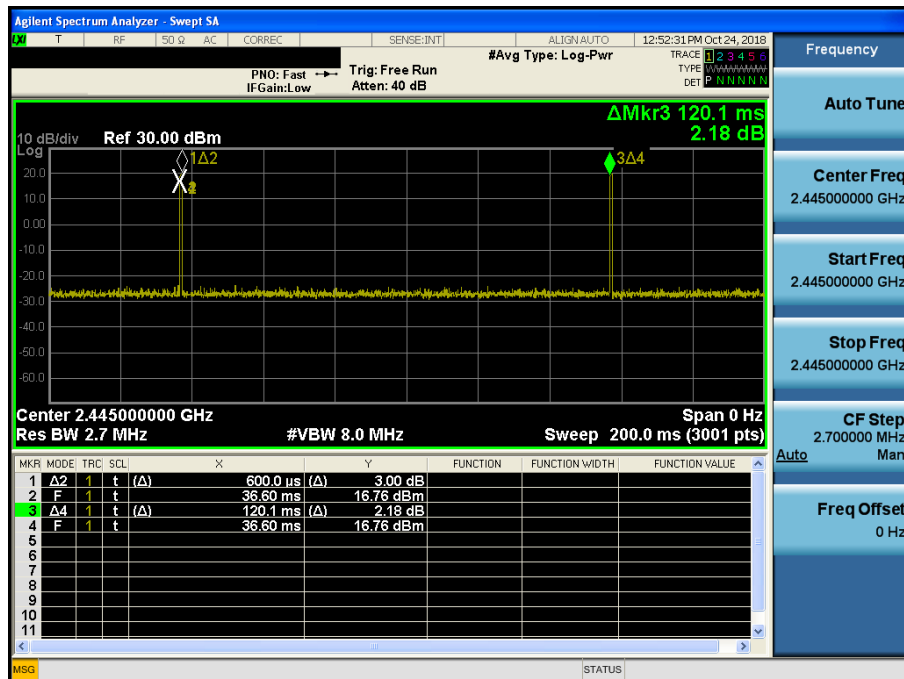 Agilent Spectrum Analyzer - Swept SA
LXI T RF 50 Ω AC CORREC SENSE:INT ALIGN AUTO 12:52:31 PM Oct 24, 2018
Frequency
#Avg Type: Log-Pwr TRACE 1 2 3 4 5 6
PNO: Fast Trig: Free Run TYPE WWWWWW
IFGain:Low Atten: 40 dB DET P N N N N N
Auto Tune
ΔMkr3 120.1 ms
2.18 dB
10 dB/div Ref 30.00 dBm
Log
1Δ2
3Δ4
20.0
10.0
0.00
-10.0
-20.0
-30.0
-40.0
-50.0
-60.0
Center Freq
2.445000000 GHz
Start Freq
2.445000000 GHz
Stop Freq
2.445000000 GHz
Center 2.445000000 GHz Span 0 Hz
Res BW 2.7 MHz #VBW 8.0 MHz Sweep 200.0 ms (3001 pts)
CF Step
2.700000 MHz
Auto Man
MKR MODE TRC SCL X Y FUNCTION FUNCTION WIDTH FUNCTION VALUE
1 Δ2 1 t (Δ) 600.0 µs (Δ) 3.00 dB
2 F 1 t 36.60 ms 16.76 dBm
3 Δ4 1 t (Δ) 120.1 ms (Δ) 2.18 dB
4 F 1 t 36.60 ms 16.76 dBm
5
6
7
8
9
10
11
Freq Offset
0 Hz
MSG STATUS